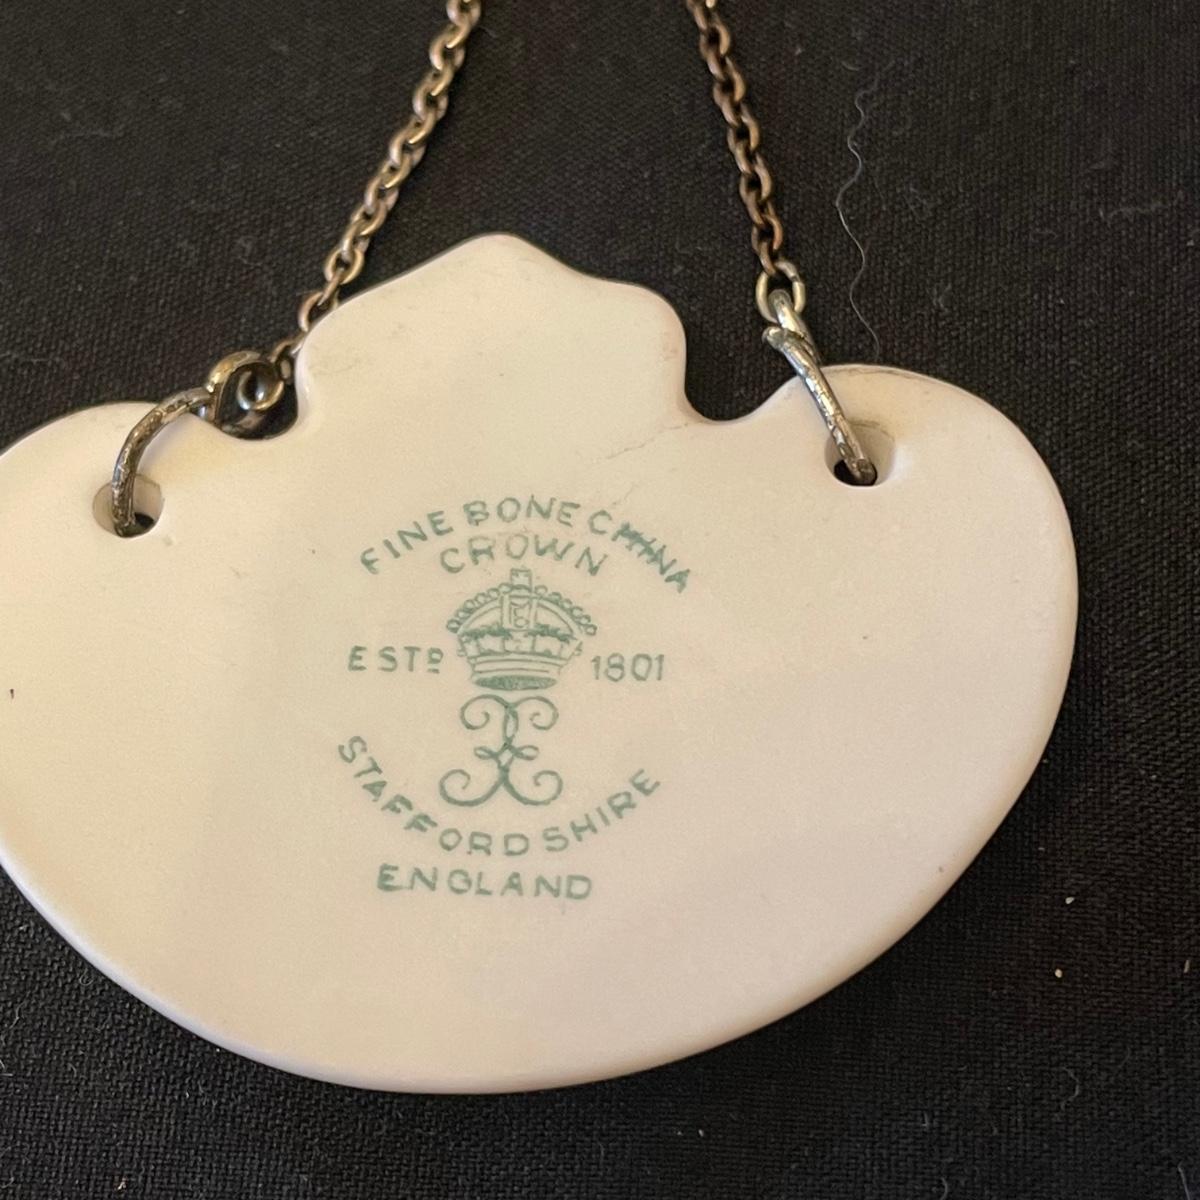 FINE BONE CHINA
CROWN
ESTD 1801
STAFFORDSHIRE
ENGLAND